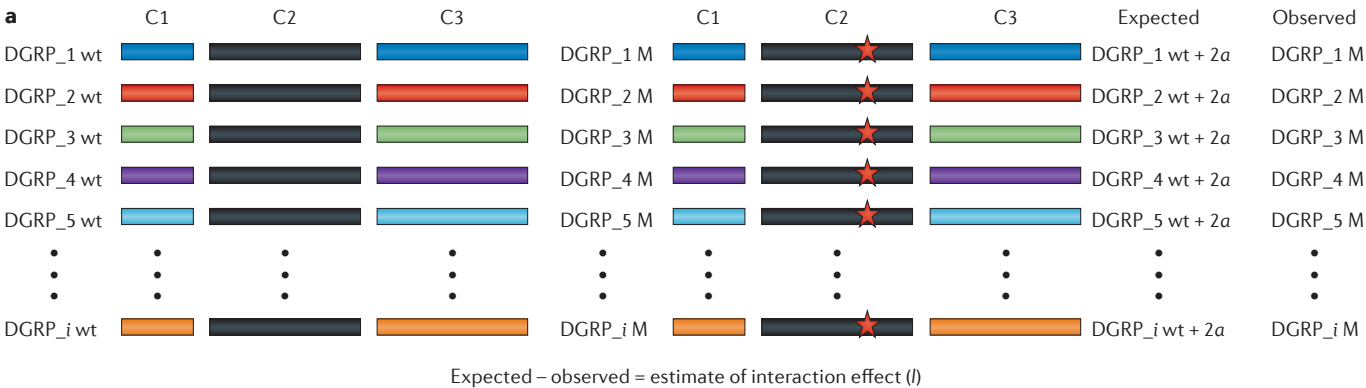 a C1 C2 C3 C1 C2 C3 Expected Observed
DGRP_1 wt DGRP_1 M DGRP_1 wt + 2a DGRP_1 M
DGRP_2 wt DGRP_2 M DGRP_2 wt + 2a DGRP_2 M
DGRP_3 wt DGRP_3 M DGRP_3 wt + 2a DGRP_3 M
DGRP_4 wt DGRP_4 M DGRP_4 wt + 2a DGRP_4 M
DGRP_5 wt DGRP_5 M DGRP_5 wt + 2a DGRP_5 M
DGRP_i wt DGRP_i M DGRP_i wt + 2a DGRP_i M
Expected – observed = estimate of interaction effect (I)